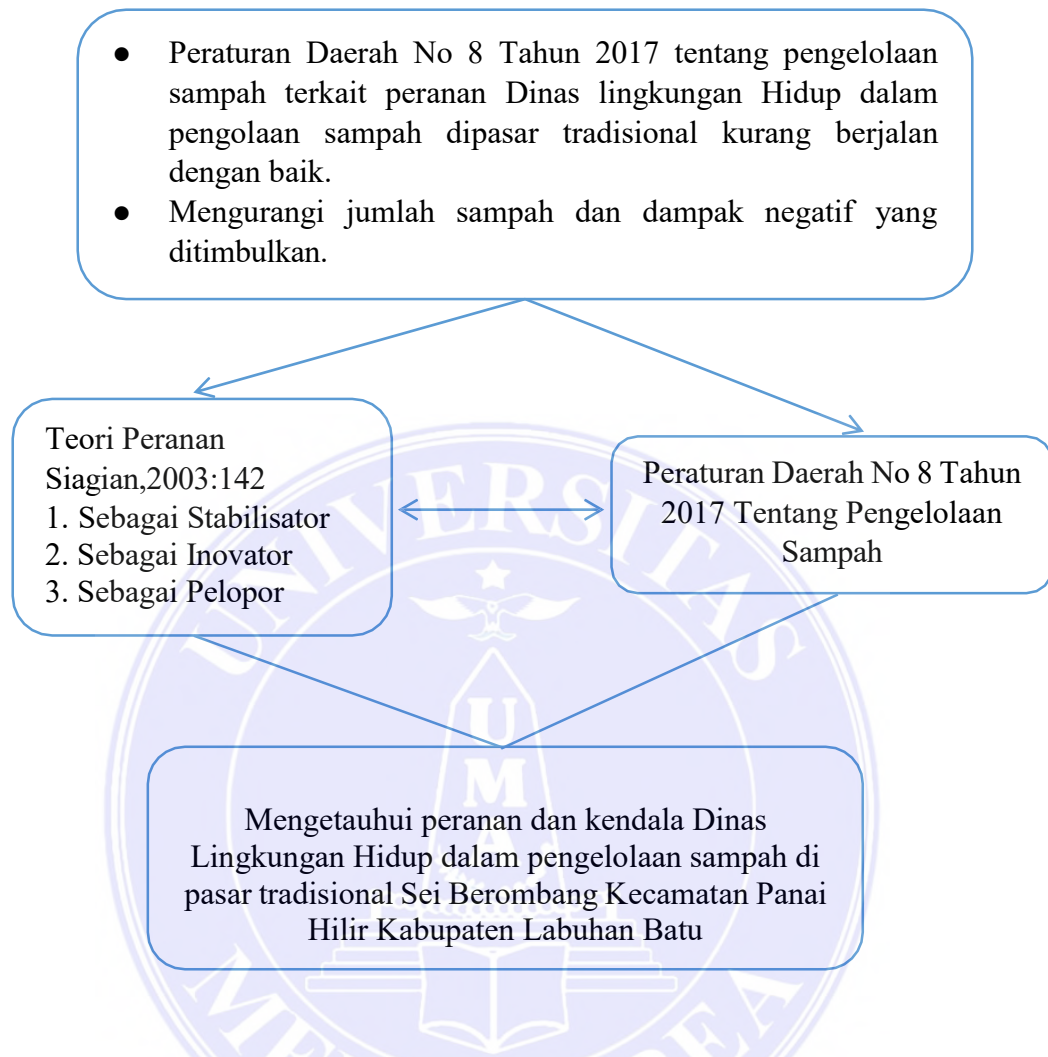 ● Peraturan Daerah No 8 Tahun 2017 tentang pengelolaan
sampah terkait peranan Dinas lingkungan Hidup dalam
pengolaan sampah dipasar tradisional kurang berjalan
dengan baik.
● Mengurangi jumlah sampah dan dampak negatif yang
ditimbulkan.
Teori Peranan
Siagian,2003:142
1. Sebagai Stabilisator
2. Sebagai Inovator
3. Sebagai Pelopor
Peraturan Daerah No 8 Tahun
2017 Tentang Pengelolaan
Sampah
UNIVERSITAS
U
M
A
Mengetauhui peranan dan kendala Dinas
Lingkungan Hidup dalam pengelolaan sampah di
pasar tradisional Sei Berombang Kecamatan Panai
Hilir Kabupaten Labuhan Batu